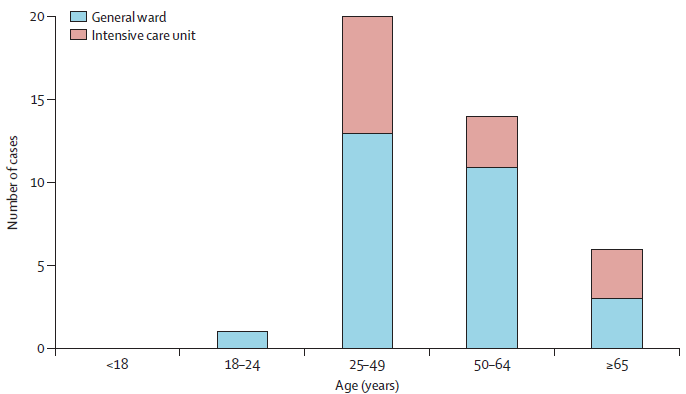 General ward
Intensive care unit
20
15
10
5
0
Number of cases
<18
18–24
25–49
50–64
≥65
Age (years)